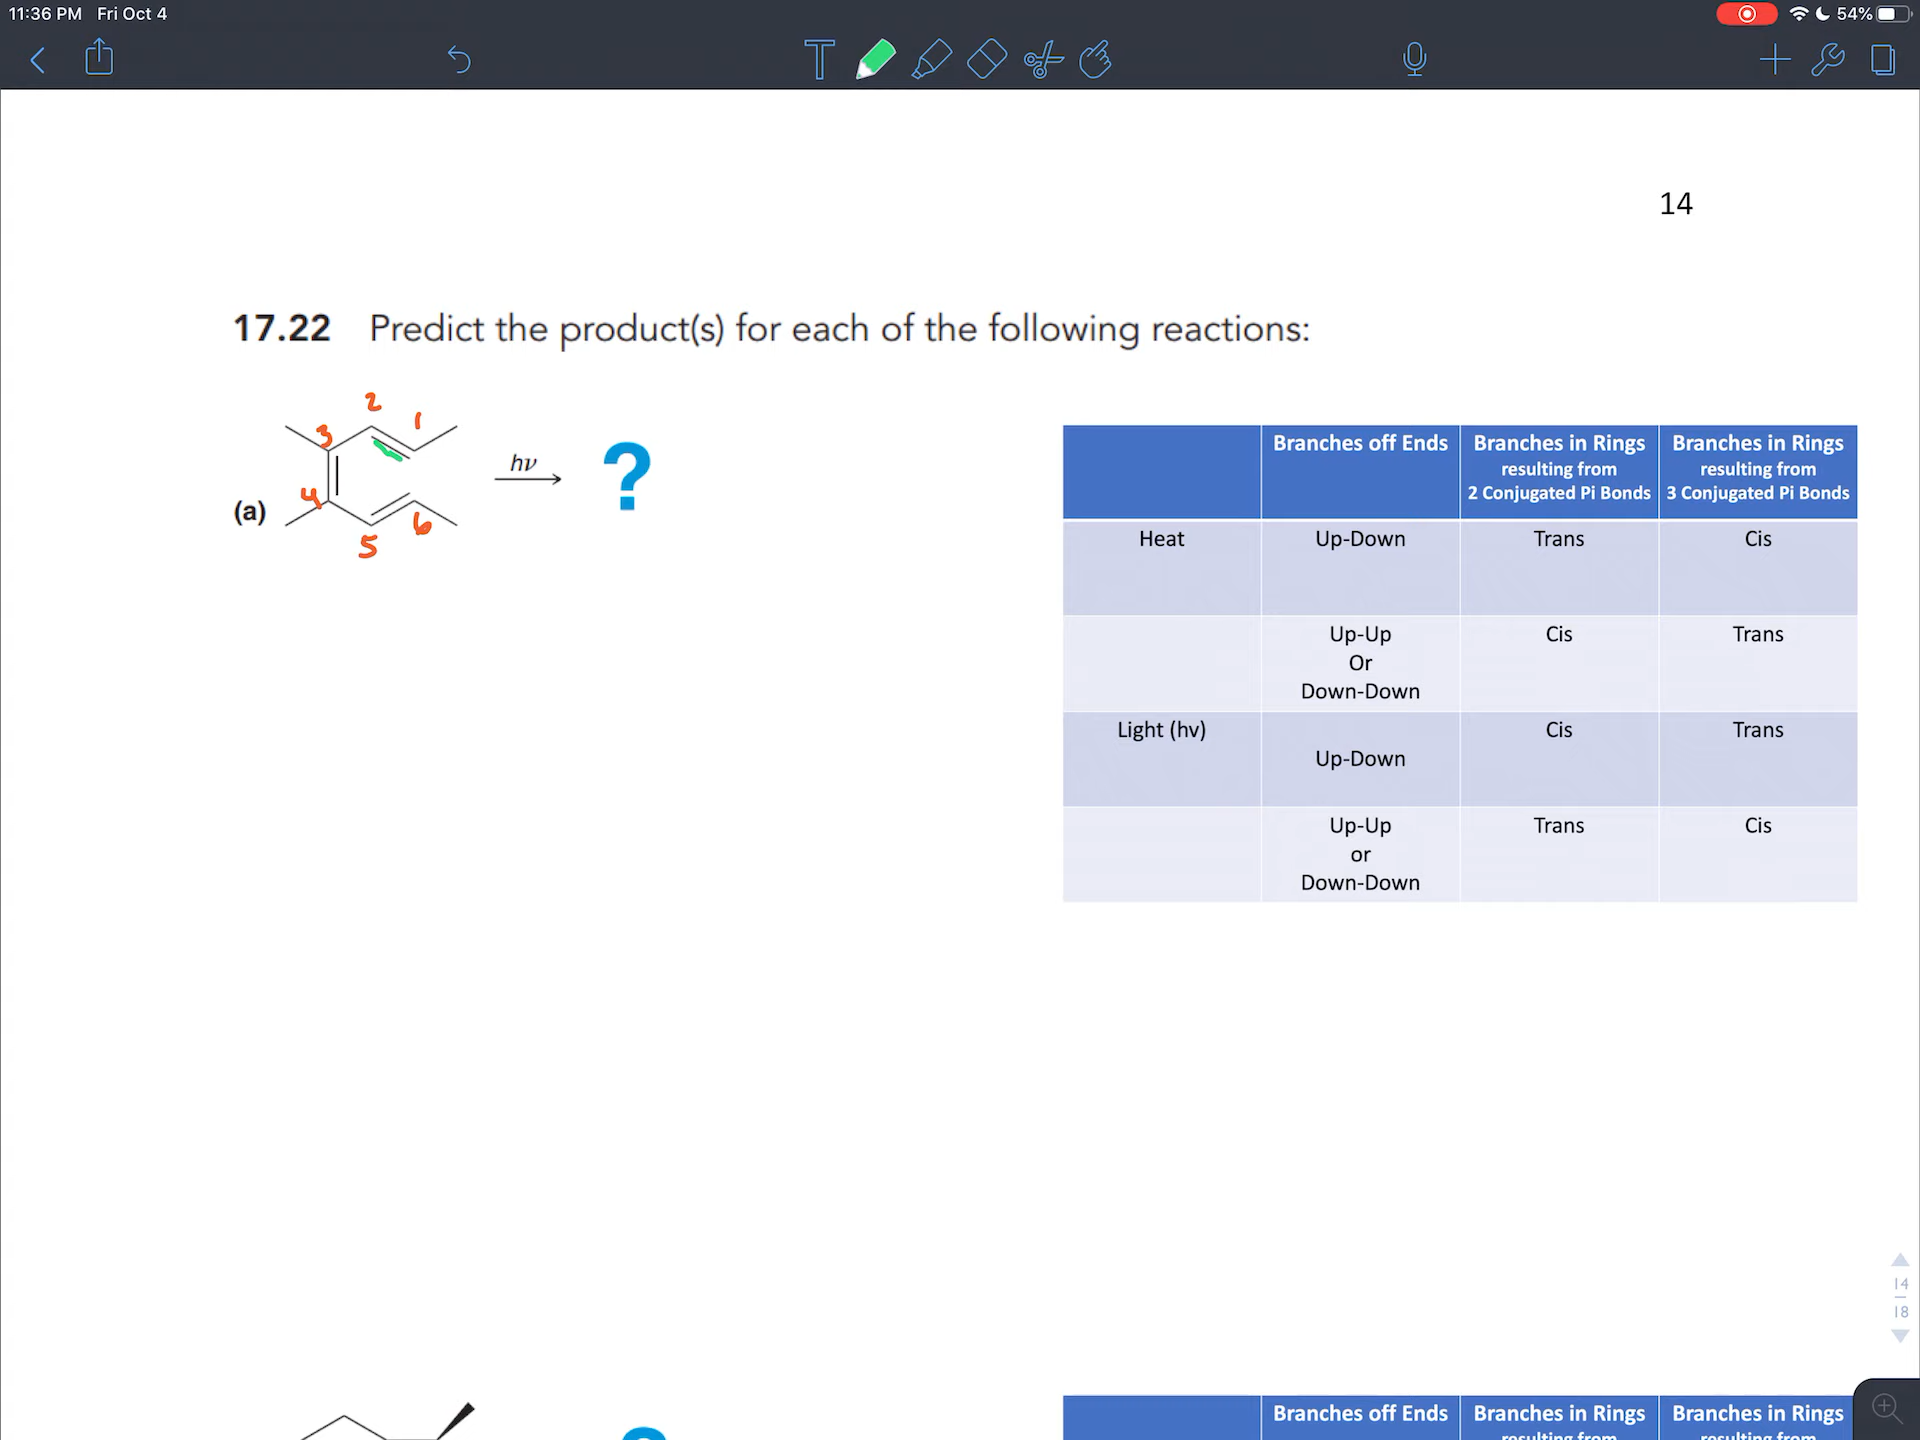 11:36 PM Fri Oct 4
54%
T
14
17.22 Predict the product(s) for each of the following reactions:
2
1
3
4
5
6
(a)
hν
?
Branches off Ends
Branches in Rings
resulting from
2 Conjugated Pi Bonds
Branches in Rings
resulting from
3 Conjugated Pi Bonds
Heat
Up-Down
Trans
Cis
Up-Up
Or
Down-Down
Cis
Trans
Light (hv)
Up-Down
Cis
Trans
Up-Up
or
Down-Down
Trans
Cis
14
18
Branches off Ends
Branches in Rings
resulting from
Branches in Rings
resulting from